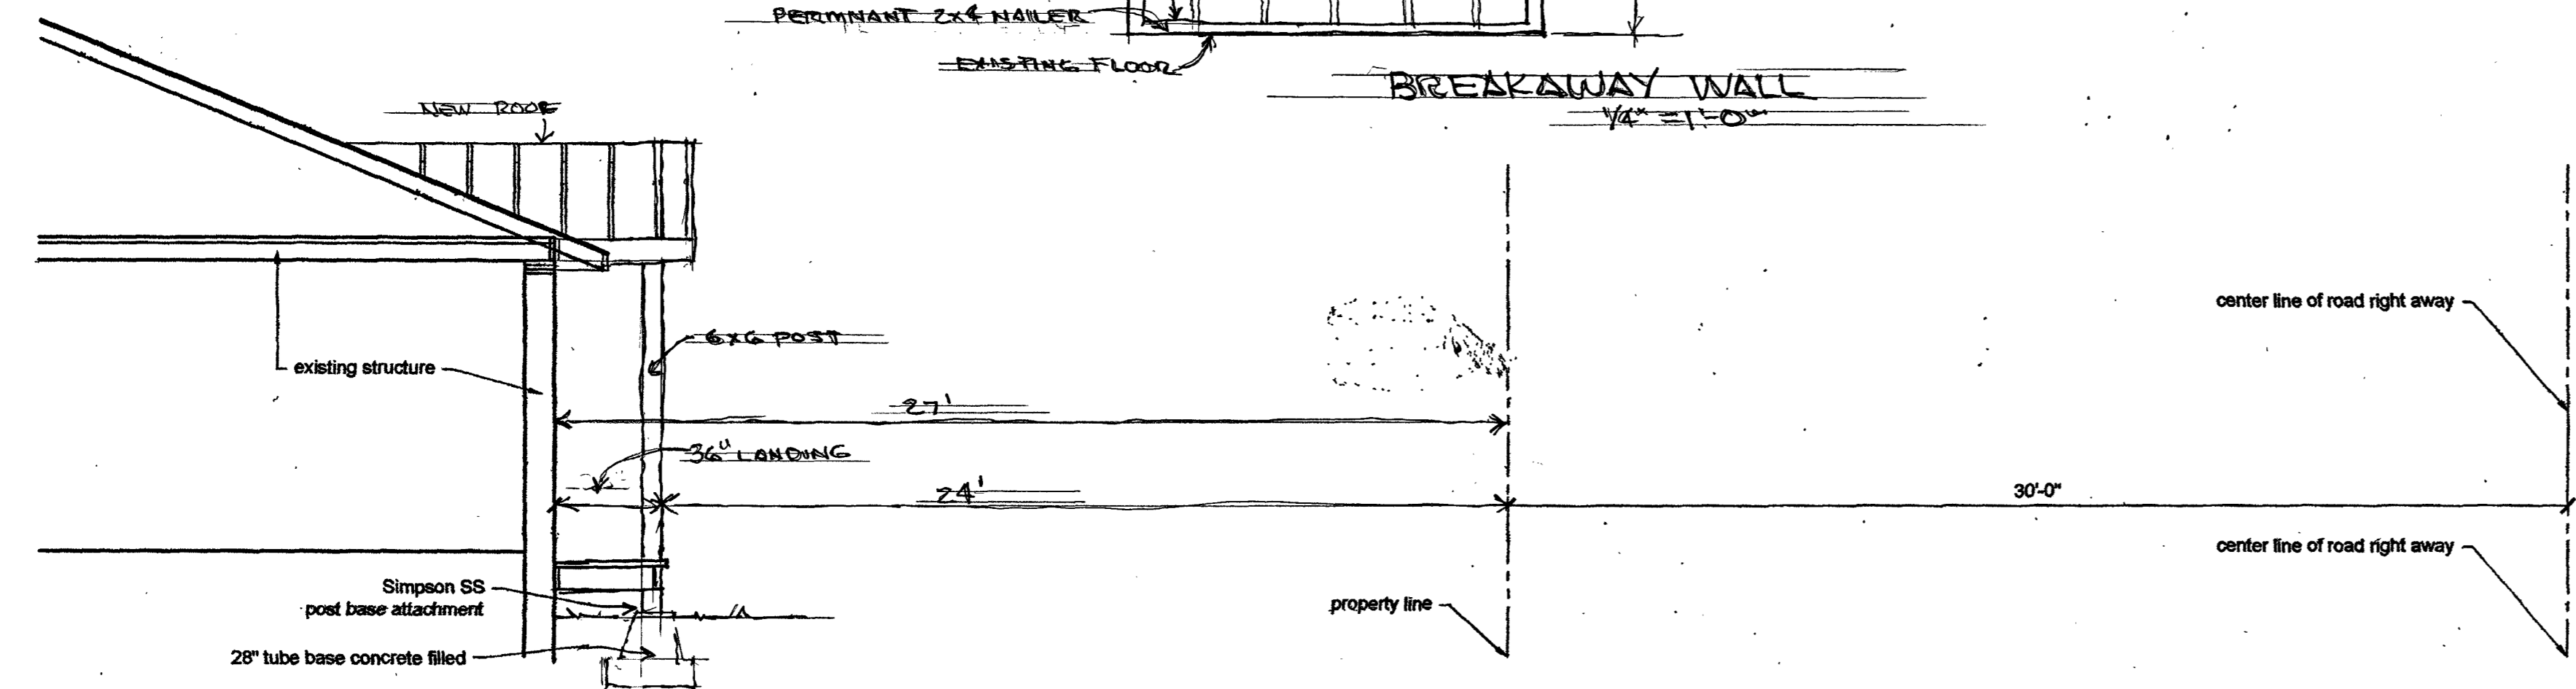 PERMNANT 2x4 NAILER
EXISTING FLOOR
BREAKAWAY WALL
1/4" = 1'-0"
NEW ROOF
center line of road right away
6x6 POST
existing structure
27'
36" LANDING
24'
30'-0"
center line of road right away
Simpson SS
post base attachment
property line
28" tube base concrete filled